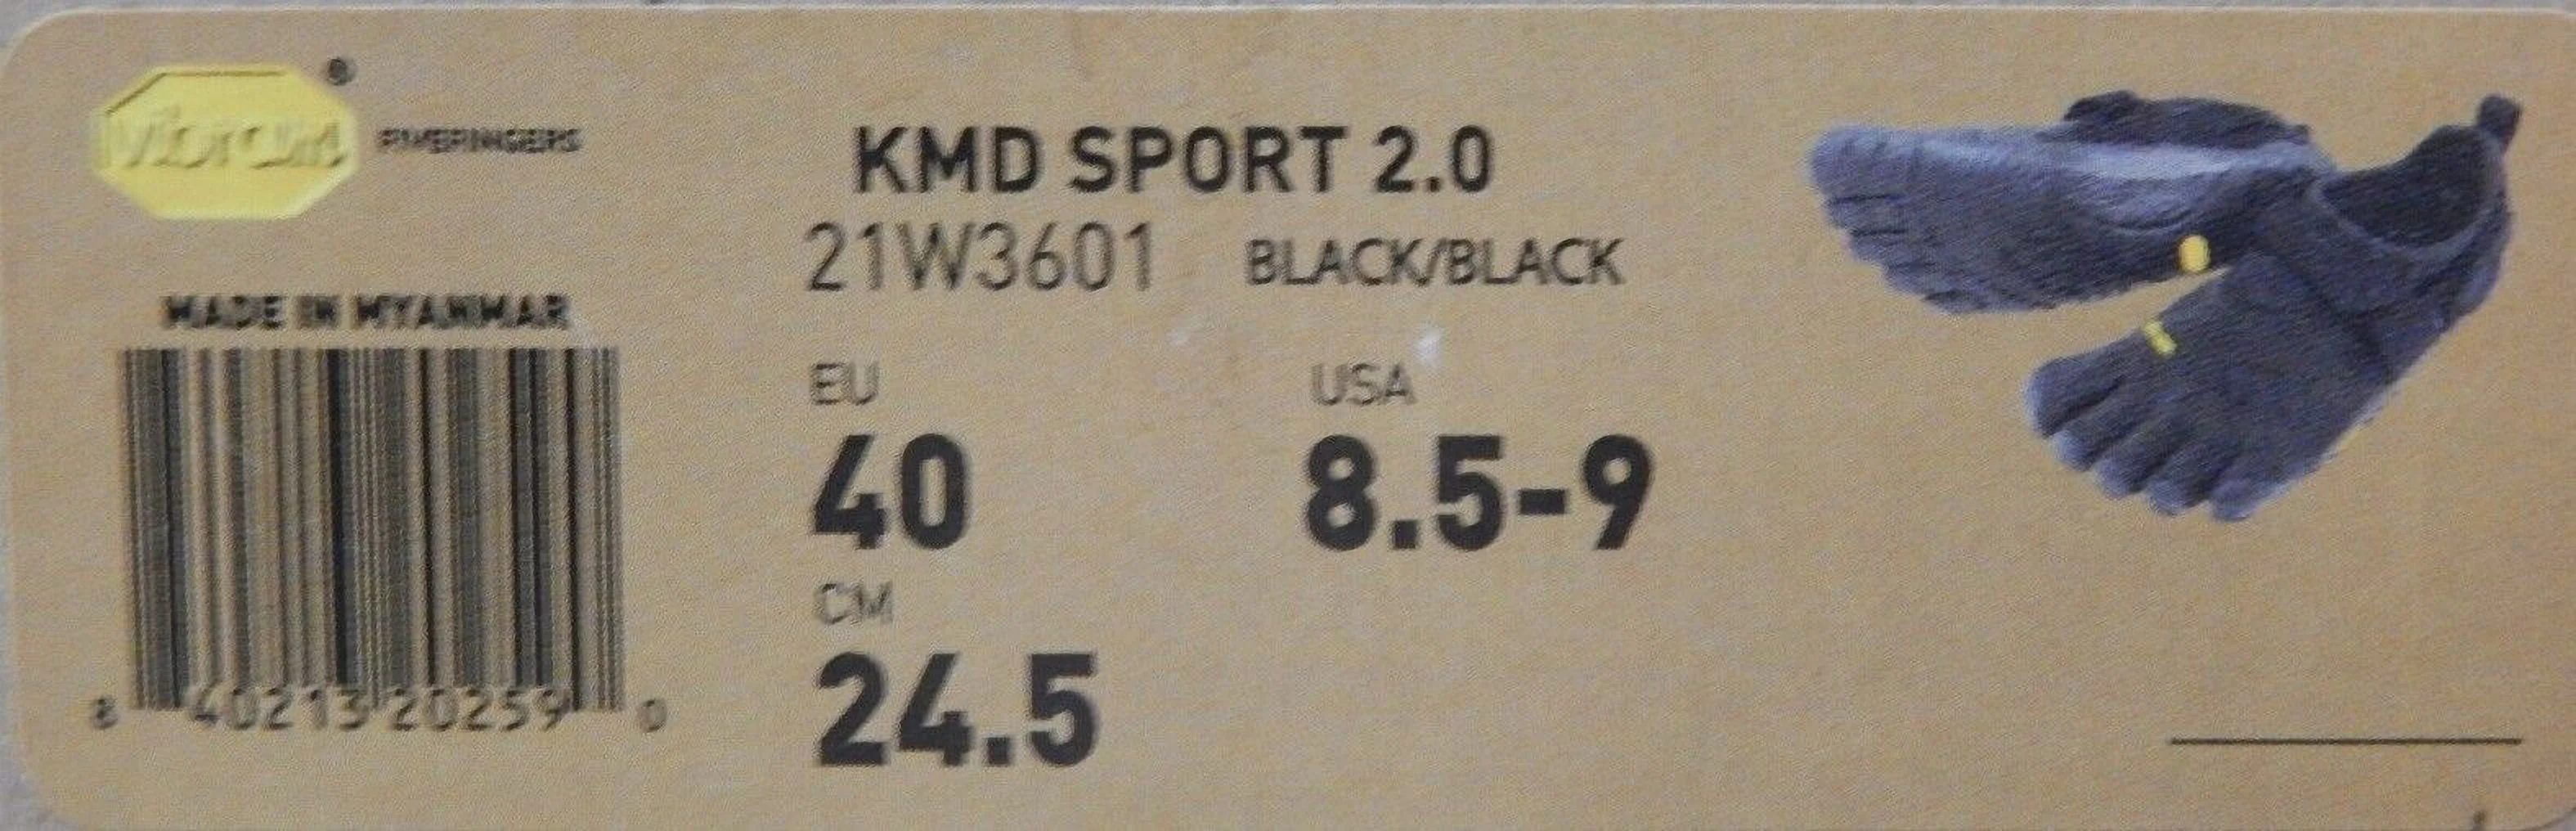 vibram® FIVEFINGERS
MADE IN MYANMAR
8 40213 20259 0
KMD SPORT 2.0
21W3601 BLACK/BLACK
EU USA
40 8.5-9
CM
24.5